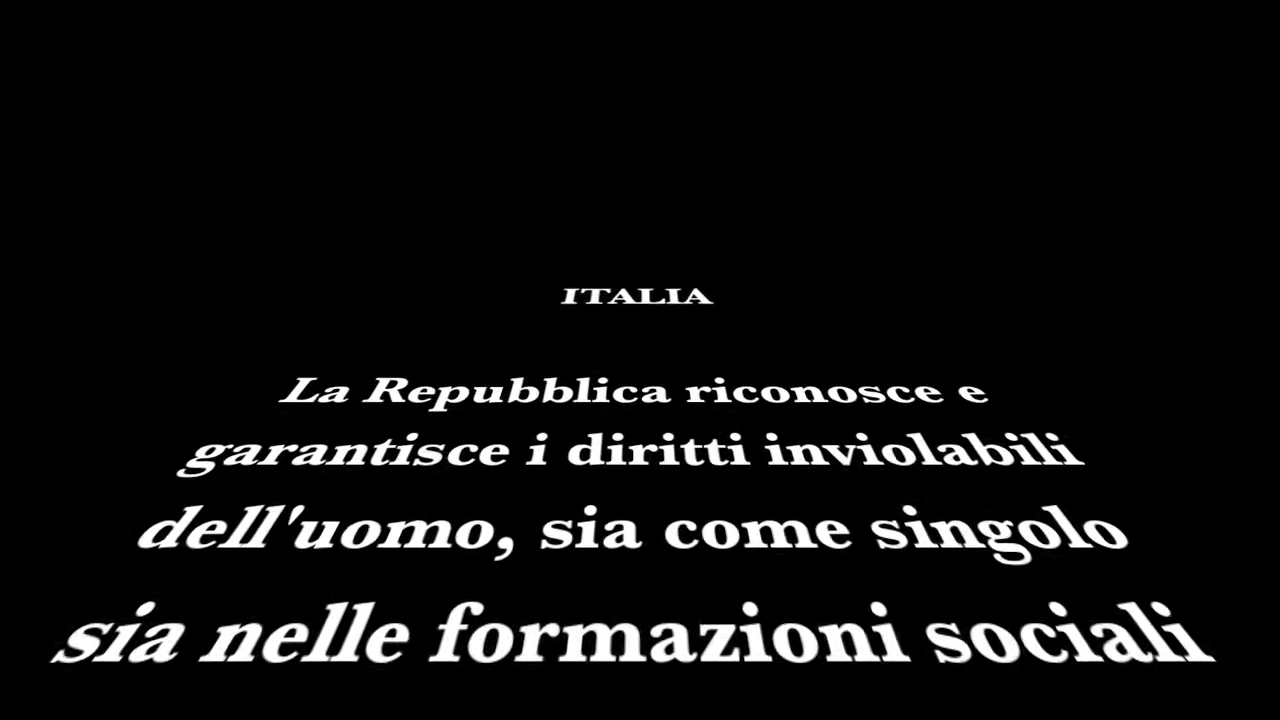 ITALIA
La Repubblica riconosce e
garantisce i diritti inviolabili
dell'uomo, sia come singolo
sia nelle formazioni sociali